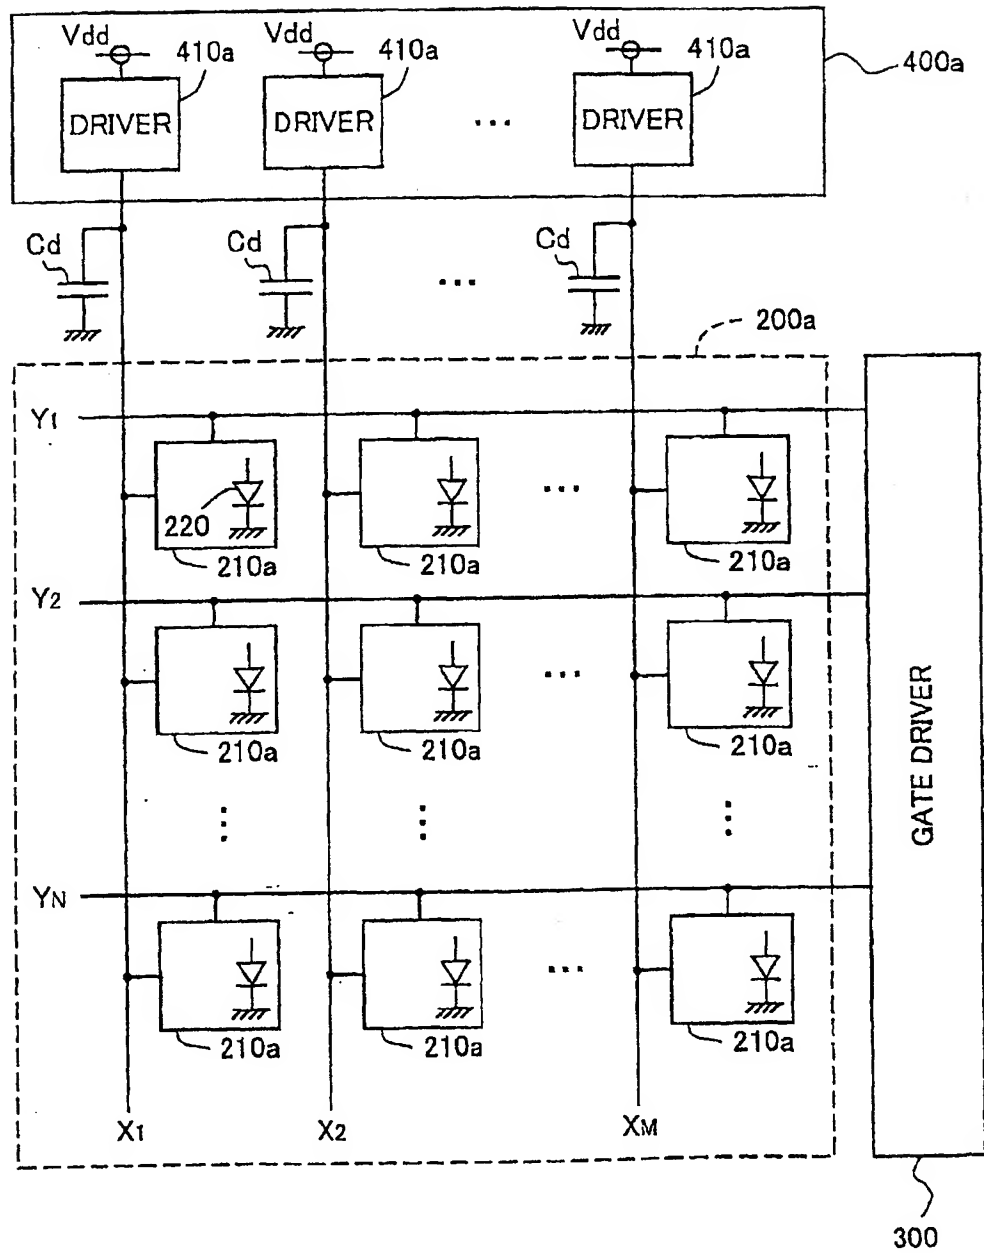 Vdd 410a Vdd 410a Vdd 410a 400a
DRIVER DRIVER ... DRIVER
Cd Cd ... Cd
200a
Y1
...
220
210a 210a 210a
Y2
...
210a 210a 210a
GATE DRIVER
YN
...
210a 210a 210a
X1 X2 XM
300